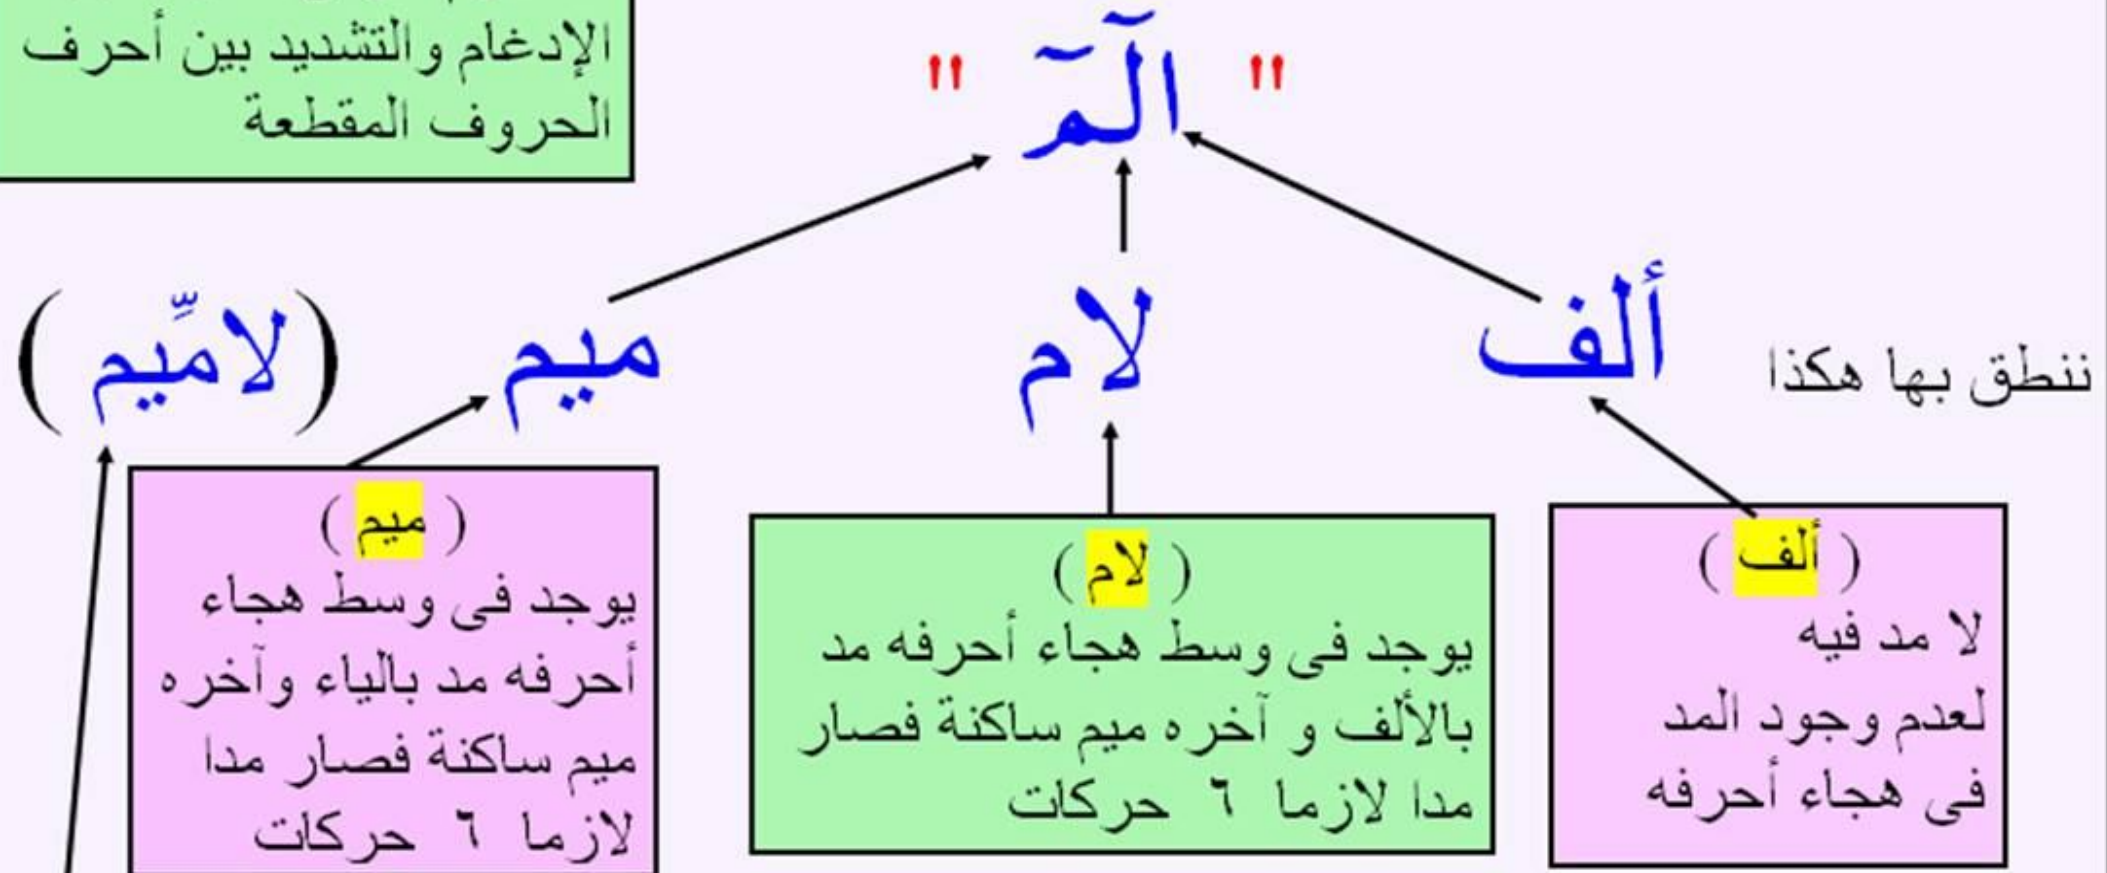 الإدغام والتشديد بين أحرف
الحروف المقطعة
" الٓمٓ "
ننطق بها هكذا ألف لام ميم (لامِّيم)
( ألف )
لا مد فيه
لعدم وجود المد
فى هجاء أحرفه
( لام )
يوجد فى وسط هجاء أحرفه مد
بالألف و آخره ميم ساكنة فصار
مدا لازما ٦ حركات
( ميم )
يوجد فى وسط هجاء
أحرفه مد بالياء وآخره
ميم ساكنة فصار مدا
لازما ٦ حركات